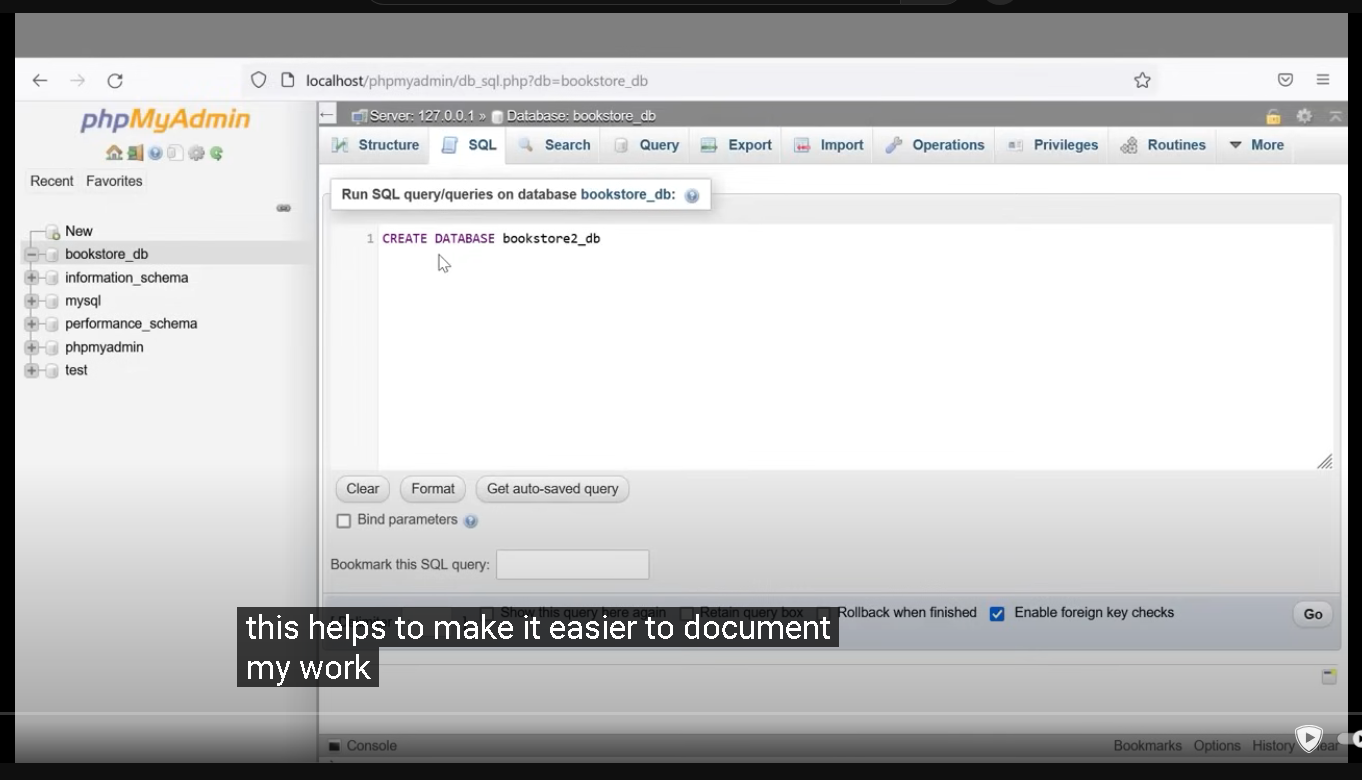 localhost/phpmyadmin/db_sql.php?db=bookstore_db
phpMyAdmin
Recent Favorites
New
bookstore_db
information_schema
mysql
performance_schema
phpmyadmin
test
Server: 127.0.0.1 » Database: bookstore_db
Structure SQL Search Query Export Import Operations Privileges Routines More
Run SQL query/queries on database bookstore_db:
1 CREATE DATABASE bookstore2_db
Clear Format Get auto-saved query
Bind parameters
Bookmark this SQL query:
Show this query here again Retain query box Rollback when finished Enable foreign key checks Go
this helps to make it easier to document
my work
Console Bookmarks Options History